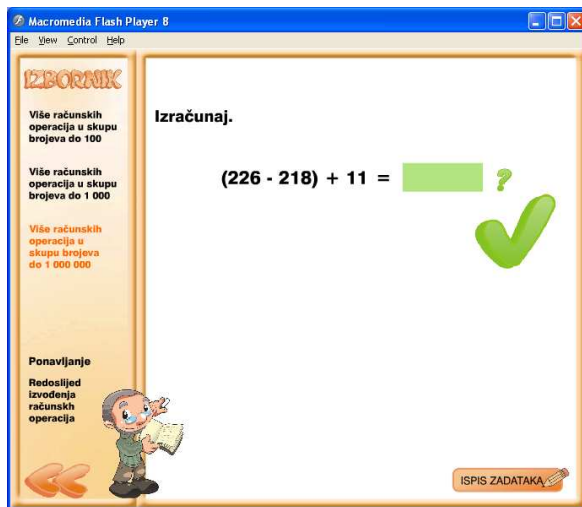 Macromedia Flash Player 8
File View Control Help
IZBORNIK
Više računskih
operacija u skupu
brojeva do 100
Više računskih
operacija u skupu
brojeva do 1 000
Više računskih
operacija u
skupu brojeva
do 1 000 000
Ponavljanje
Redoslijed
izvođenja
računskh
operacija
Izračunaj.
(226 - 218) + 11 = ?
ISPIS ZADATAKA